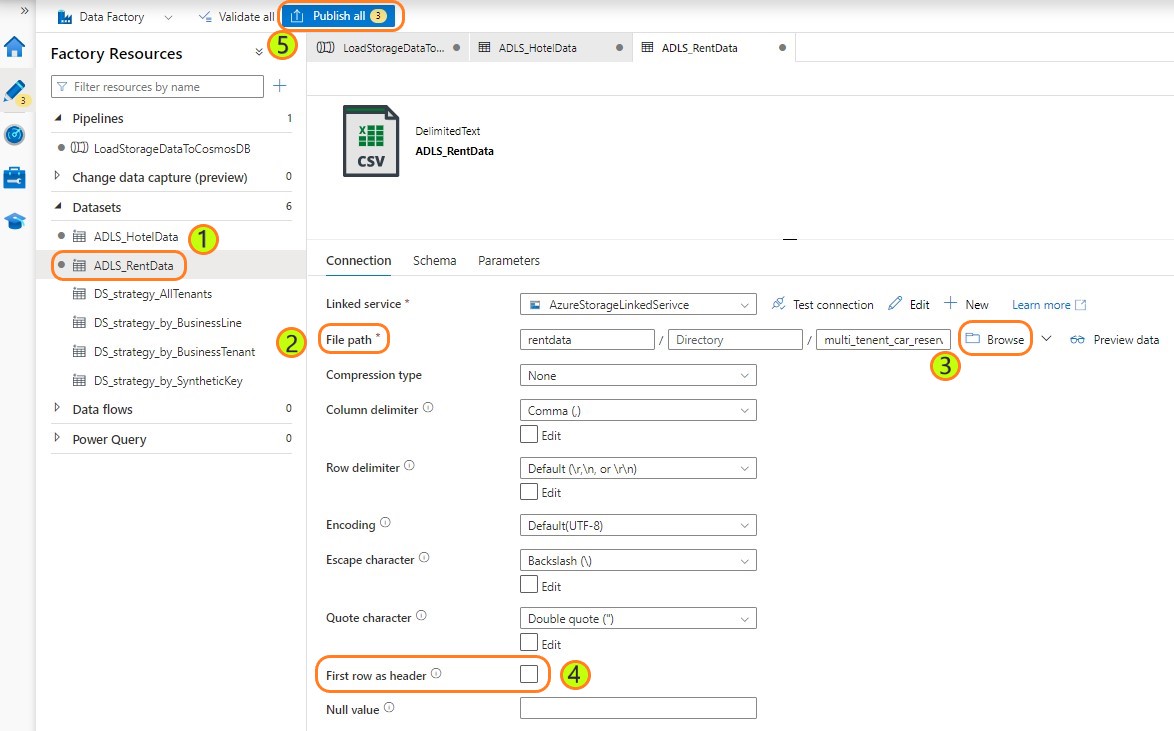 » Data Factory Validate all Publish all 3
5
Factory Resources
LoadStorageDataTo... ADLS_HotelData ADLS_RentData
Filter resources by name
3
Pipelines 1
LoadStorageDataToCosmosDB
Change data capture (preview) 0
Datasets 6
ADLS_HotelData 1
ADLS_RentData
DS_strategy_AllTenants
DS_strategy_by_BusinessLine
DS_strategy_by_BusinessTenant
DS_strategy_by_SyntheticKey
Data flows 0
Power Query 0
CSV
DelimitedText
ADLS_RentData
Connection Schema Parameters
Linked service * AzureStorageLinkedSerivce Test connection Edit New Learn more
2 File path * rentdata / Directory / multi_tenent_car_reserv Browse Preview data
3
Compression type None
Column delimiter Comma (,)
Edit
Row delimiter Default (\r,\n, or \r\n)
Edit
Encoding Default(UTF-8)
Escape character Backslash (\)
Edit
Quote character Double quote (")
Edit
First row as header 4
Null value